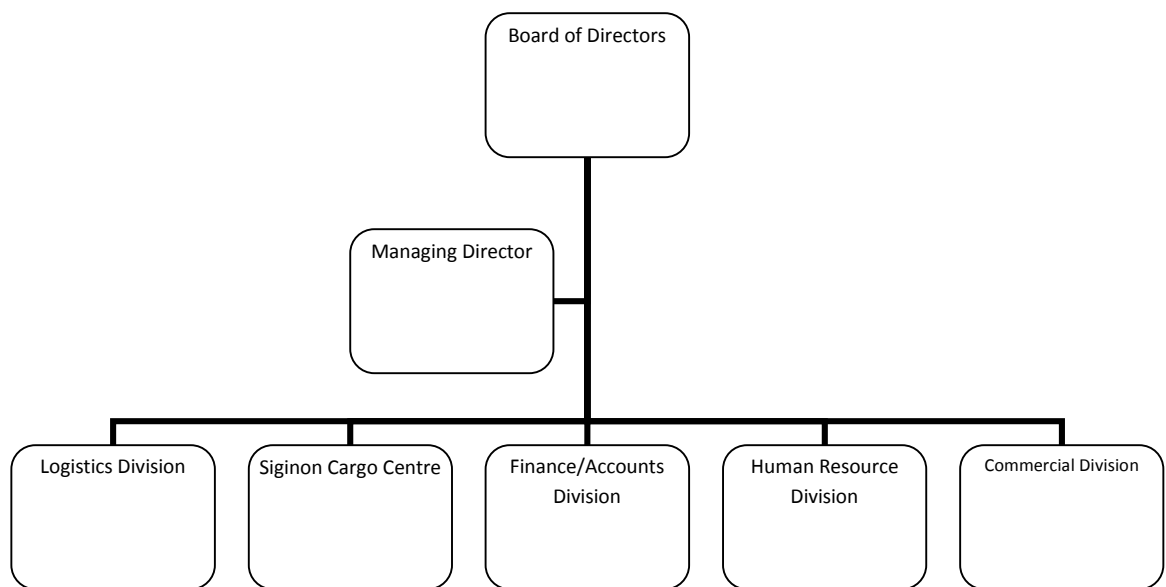 Board of Directors
Managing Director
Logistics Division
Siginon Cargo Centre
Finance/Accounts
Division
Human Resource
Division
Commercial Division